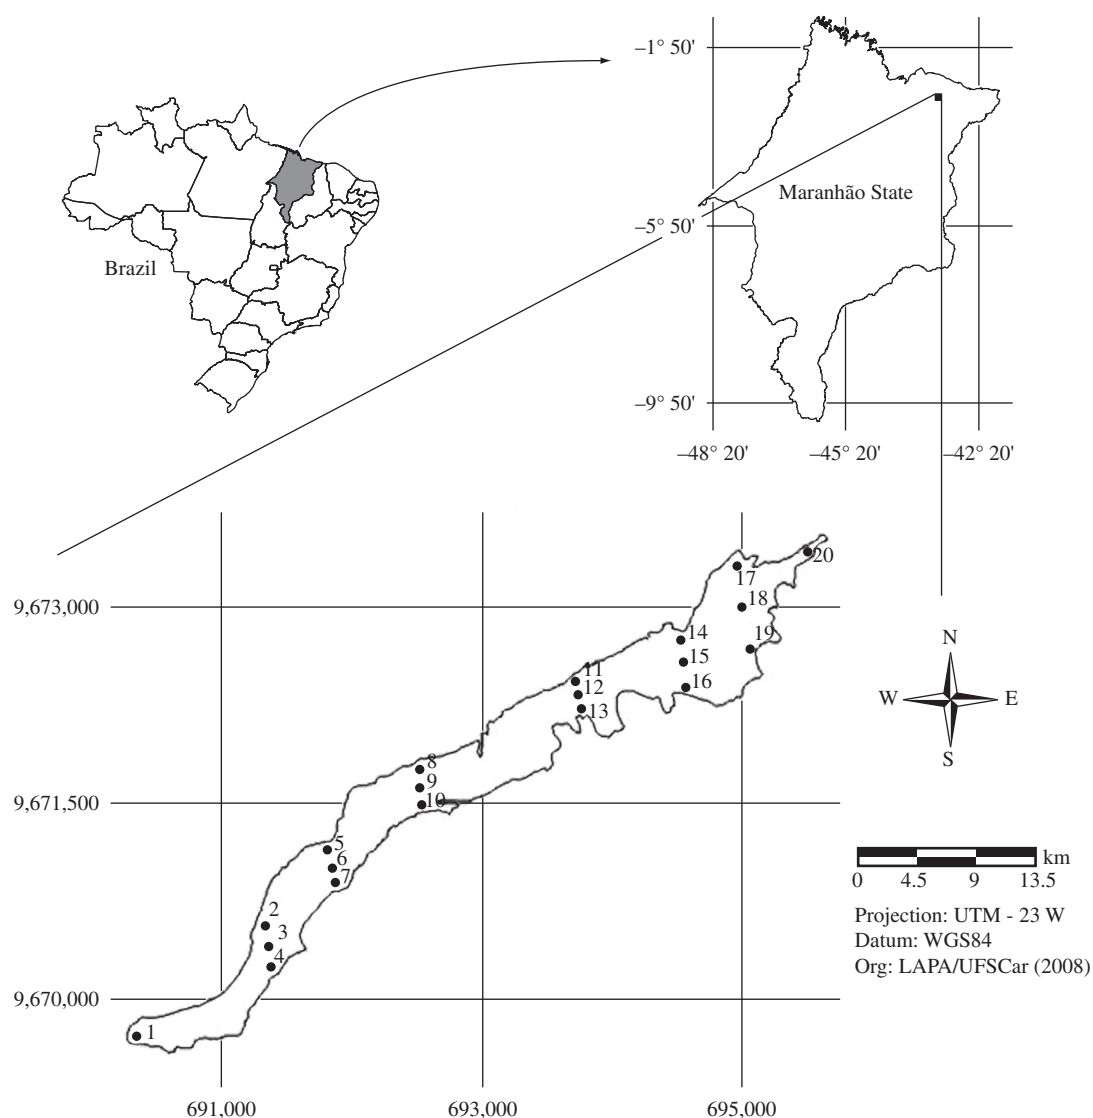 –1° 50'
Maranhão State
–5° 50'
Brazil
–9° 50'
–48° 20' –45° 20' –42° 20'
20
17
9,673,000
18
14
19
15
11
12
16
13
N
W E
S
8
9
9,671,500
10
5
6
7
km
0 4.5 9 13.5
2
3
4
Projection: UTM - 23 W
Datum: WGS84
Org: LAPA/UFSCar (2008)
9,670,000
1
691,000 693,000 695,000